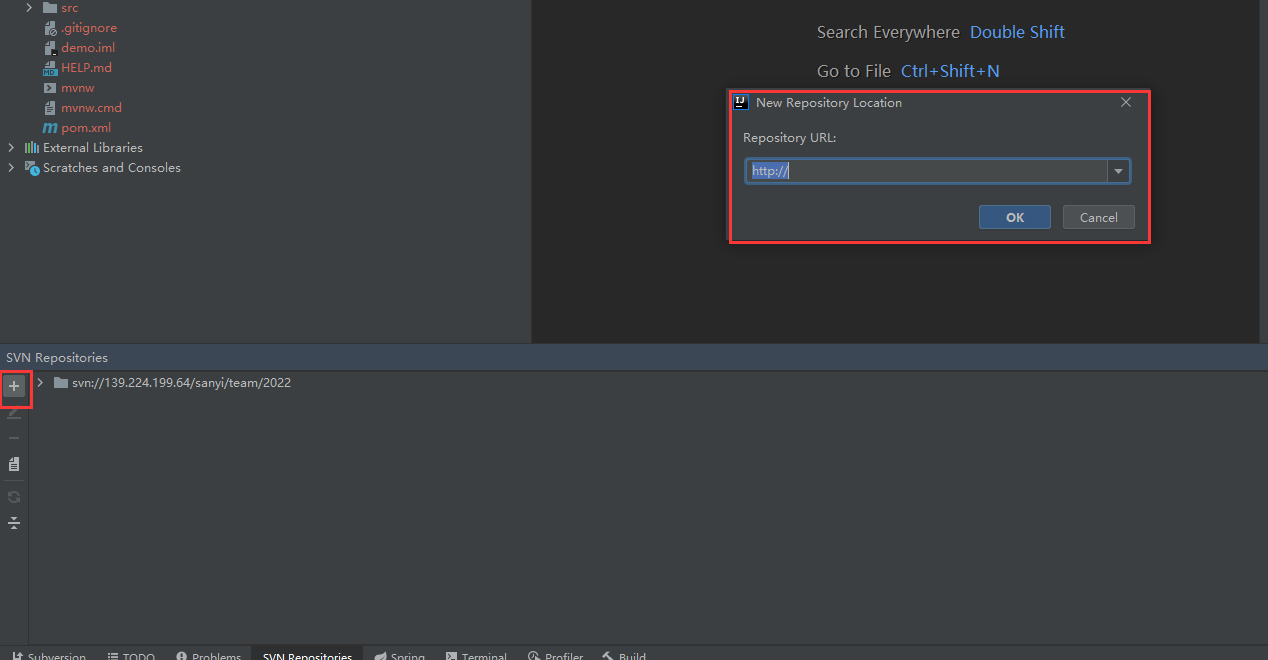 src
.gitignore
demo.iml
HELP.md
mvnw
mvnw.cmd
pom.xml
External Libraries
Scratches and Consoles
Search Everywhere Double Shift
Go to File Ctrl+Shift+N
New Repository Location
Repository URL:
http://
OK Cancel
SVN Repositories
svn://139.224.199.64/sanyi/team/2022
Subversion TODO Problems SVN Repositories Spring Terminal Profiler Build